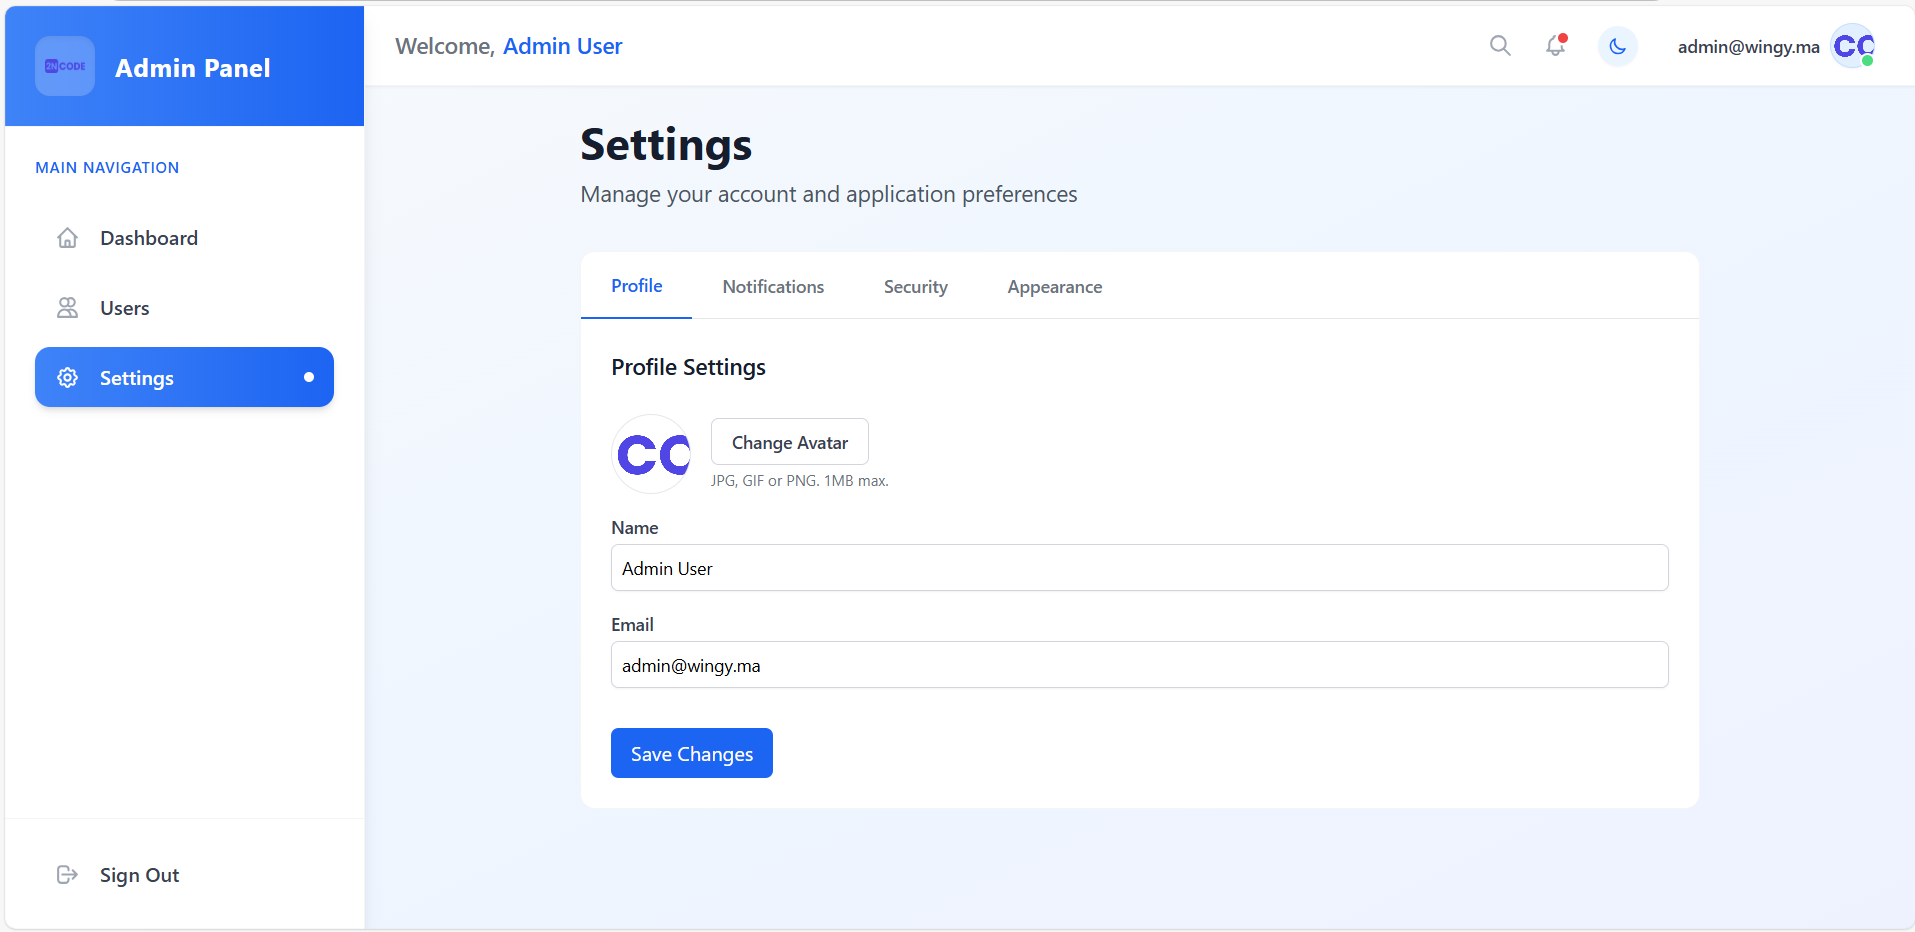 2NCODE
Admin Panel
Welcome, Admin User
admin@wingy.ma
MAIN NAVIGATION
Dashboard
Users
Settings
Sign Out
Settings
Manage your account and application preferences
Profile
Notifications
Security
Appearance
Profile Settings
Change Avatar
JPG, GIF or PNG. 1MB max.
Name
Admin User
Email
admin@wingy.ma
Save Changes